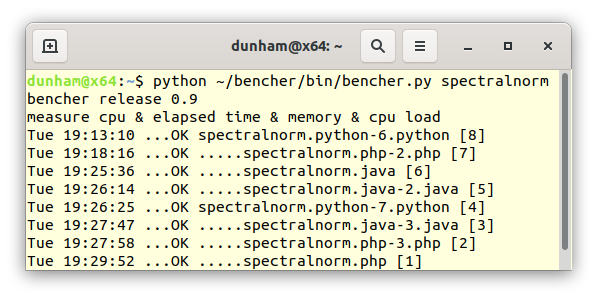 dunham@x64: ~
dunham@x64:~$ python ~/bencher/bin/bencher.py spectralnorm
bencher release 0.9
measure cpu & elapsed time & memory & cpu load
Tue 19:13:10 ...OK spectralnorm.python-6.python [8]
Tue 19:18:16 ...OK .....spectralnorm.php-2.php [7]
Tue 19:25:36 ...OK .....spectralnorm.java [6]
Tue 19:26:14 ...OK .....spectralnorm.java-2.java [5]
Tue 19:26:25 ...OK spectralnorm.python-7.python [4]
Tue 19:27:47 ...OK .....spectralnorm.java-3.java [3]
Tue 19:27:58 ...OK .....spectralnorm.php-3.php [2]
Tue 19:29:52 ...OK .....spectralnorm.php [1]